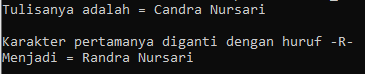 Tulisanya adalah = Candra Nursari
Karakter pertamanya diganti dengan huruf -R-
Menjadi = Randra Nursari